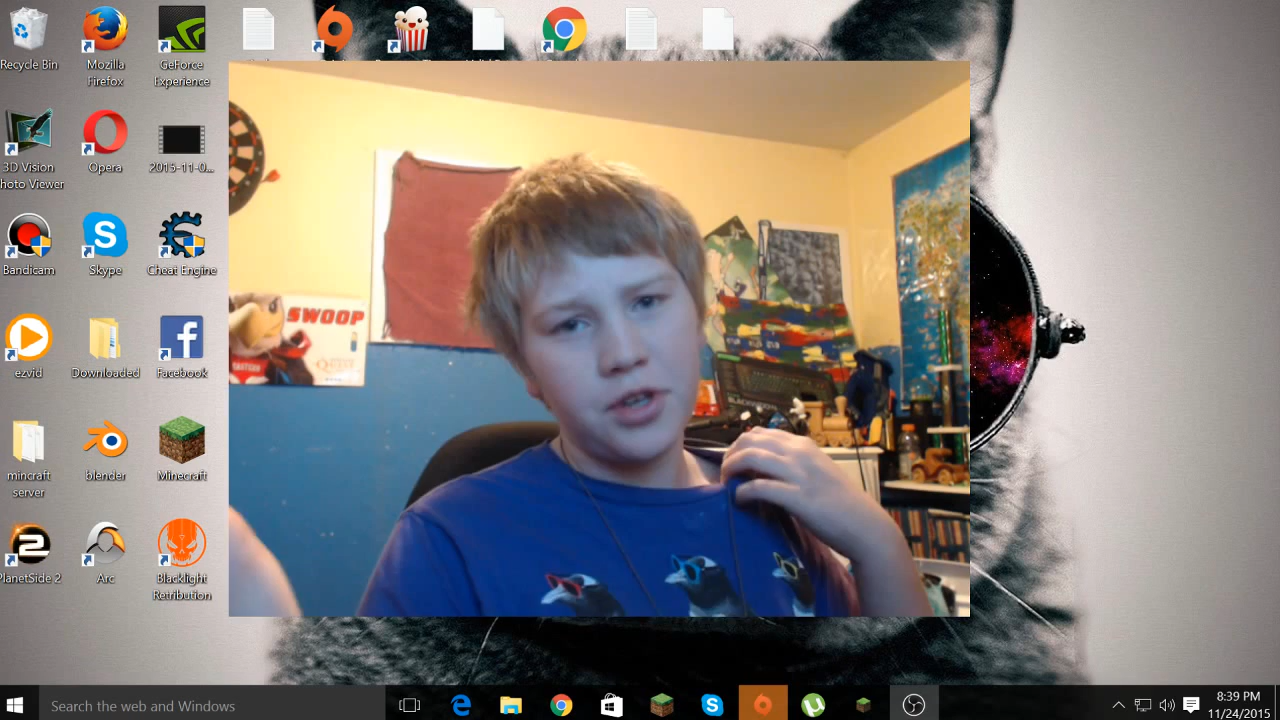 Recycle Bin
Mozilla
Firefox
GeForce
Experience
3D Vision
hoto Viewer
Opera
2015-11-0...
Bandicam
Skype
Cheat Engine
ezvid
Downloaded
Facebook
mincraft
server
blender
Minecraft
PlanetSide 2
Arc
Blacklight
Retribution
SWOOP
Search the web and Windows
8:39 PM
11/24/2015